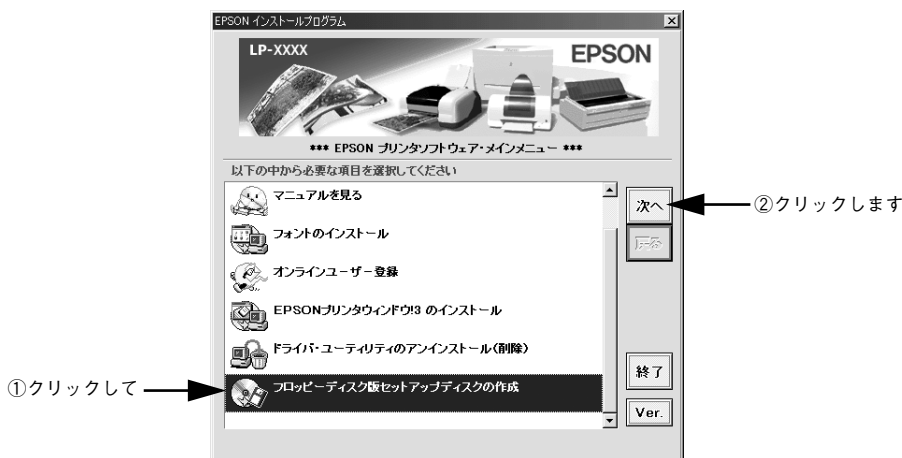 EPSON インストールプログラム
LP-XXXX
EPSON
*** EPSON プリンタソフトウェア・メインメニュー ***
以下の中から必要な項目を選択してください
マニュアルを見る
フォントのインストール
オンラインユーザー登録
EPSONプリンタウィンドウ!3 のインストール
ドライバ・ユーティリティのアンインストール(削除)
フロッピーディスク版セットアップディスクの作成
次へ
戻る
終了
Ver.
①クリックして
②クリックします